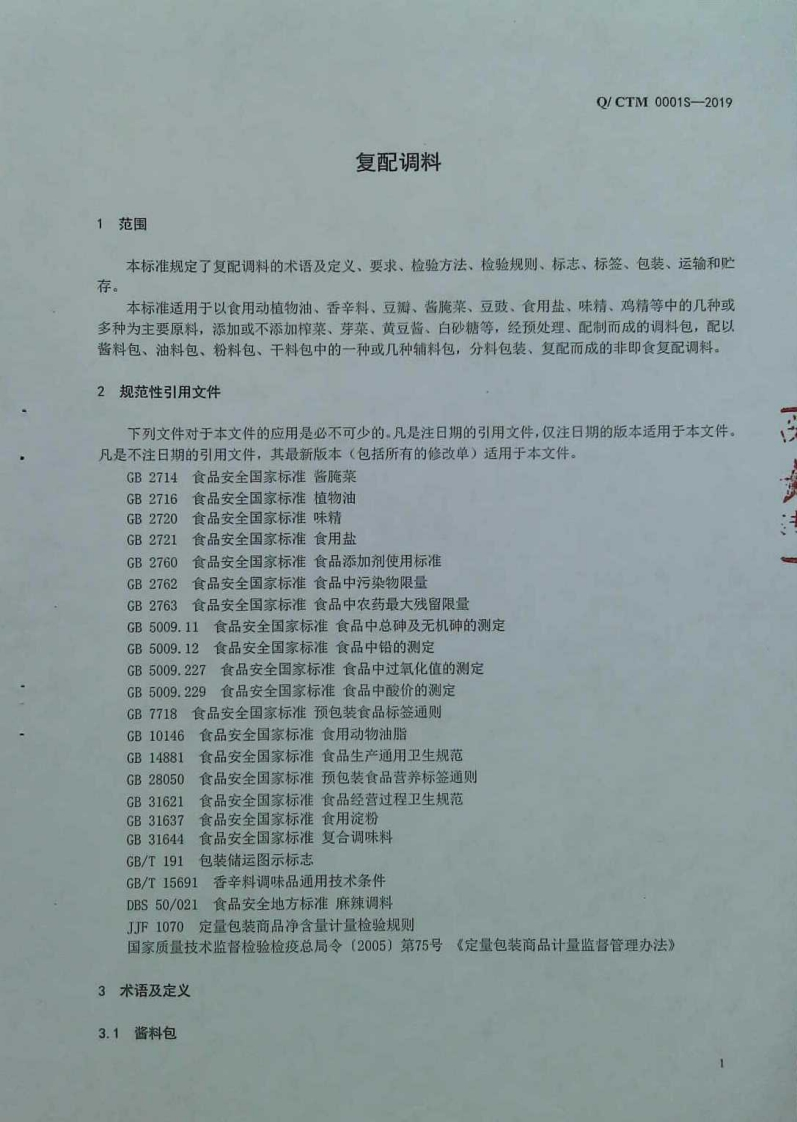 Q/ CTM 0001S—2019
复配调料
1 范围
本标准规定了复配调料的术语及定义、要求、检验方法、检验规则、标志、标签、包装、运输和贮
存。
本标准适用于以食用动植物油、香辛料、豆瓣、酱腌菜、豆豉、食用盐、味精、鸡精等中的几种或
多种为主要原料，添加或不添加榨菜、芽菜、黄豆酱、白砂糖等，经预处理、配制而成的调料包，配以
酱料包、油料包、粉料包、干料包中的一种或几种辅料包，分料包装、复配而成的非即食复配调料。
2 规范性引用文件
下列文件对于本文件的应用是必不可少的。凡是注日期的引用文件,仅注日期的版本适用于本文件。
凡是不注日期的引用文件，其最新版本（包括所有的修改单）适用于本文件。
GB 2714 食品安全国家标准 酱腌菜
GB 2716 食品安全国家标准 植物油
GB 2720 食品安全国家标准 味精
GB 2721 食品安全国家标准 食用盐
GB 2760 食品安全国家标准 食品添加剂使用标准
GB 2762 食品安全国家标准 食品中污染物限量
GB 2763 食品安全国家标准 食品中农药最大残留限量
GB 5009.11 食品安全国家标准 食品中总砷及无机砷的测定
GB 5009.12 食品安全国家标准 食品中铅的测定
GB 5009.227 食品安全国家标准 食品中过氧化值的测定
GB 5009.229 食品安全国家标准 食品中酸价的测定
GB 7718 食品安全国家标准 预包装食品标签通则
GB 10146 食品安全国家标准 食用动物油脂
GB 14881 食品安全国家标准 食品生产通用卫生规范
GB 28050 食品安全国家标准 预包装食品营养标签通则
GB 31621 食品安全国家标准 食品经营过程卫生规范
GB 31637 食品安全国家标准 食用淀粉
GB 31644 食品安全国家标准 复合调味料
GB/T 191 包装储运图示标志
GB/T 15691 香辛料调味品通用技术条件
DBS 50/021 食品安全地方标准 麻辣调料
JJF 1070 定量包装商品净含量计量检验规则
国家质量技术监督检验检疫总局令〔2005〕第75号 《定量包装商品计量监督管理办法》
3 术语及定义
3.1 酱料包
1